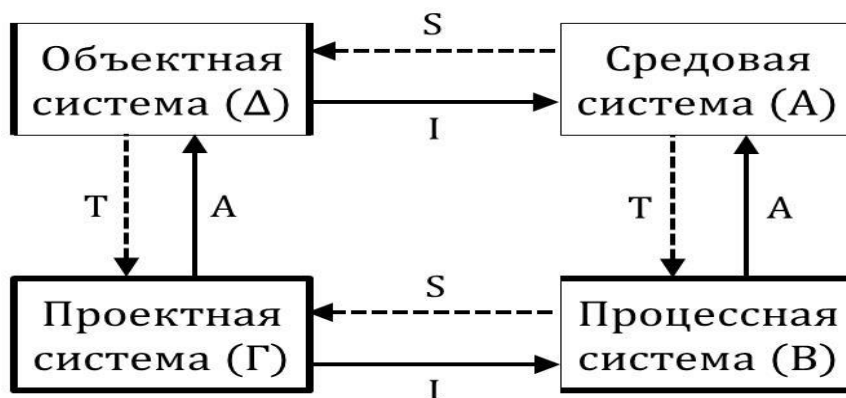 S
Объектная
система (Δ)
Средовая
система (А)
I
T
A
T
A
S
Проектная
система (Г)
Процессная
система (В)
I